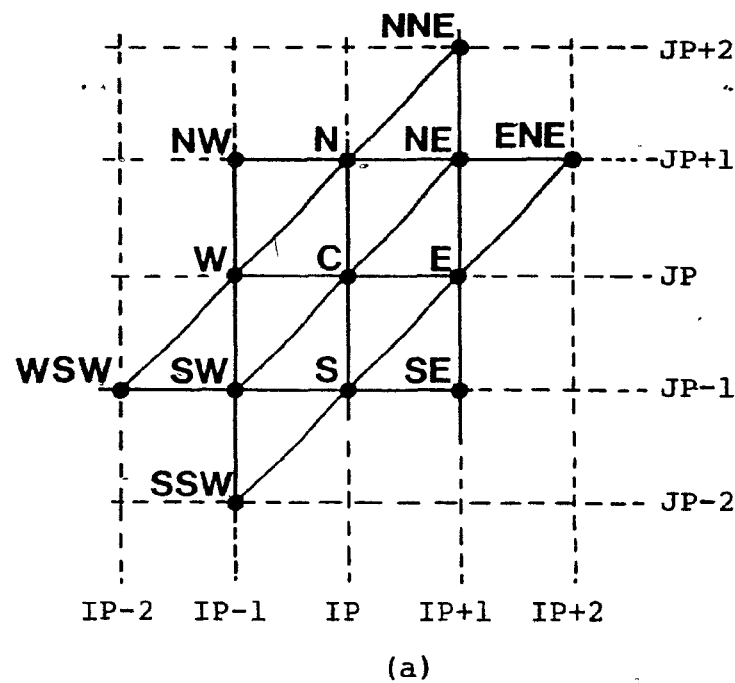 NNE
JP+2
NW N NE ENE
JP+1
W C E
JP
WSW SW S SE
JP-1
SSW
JP-2
IP-2 IP-1 IP IP+1 IP+2
(a)